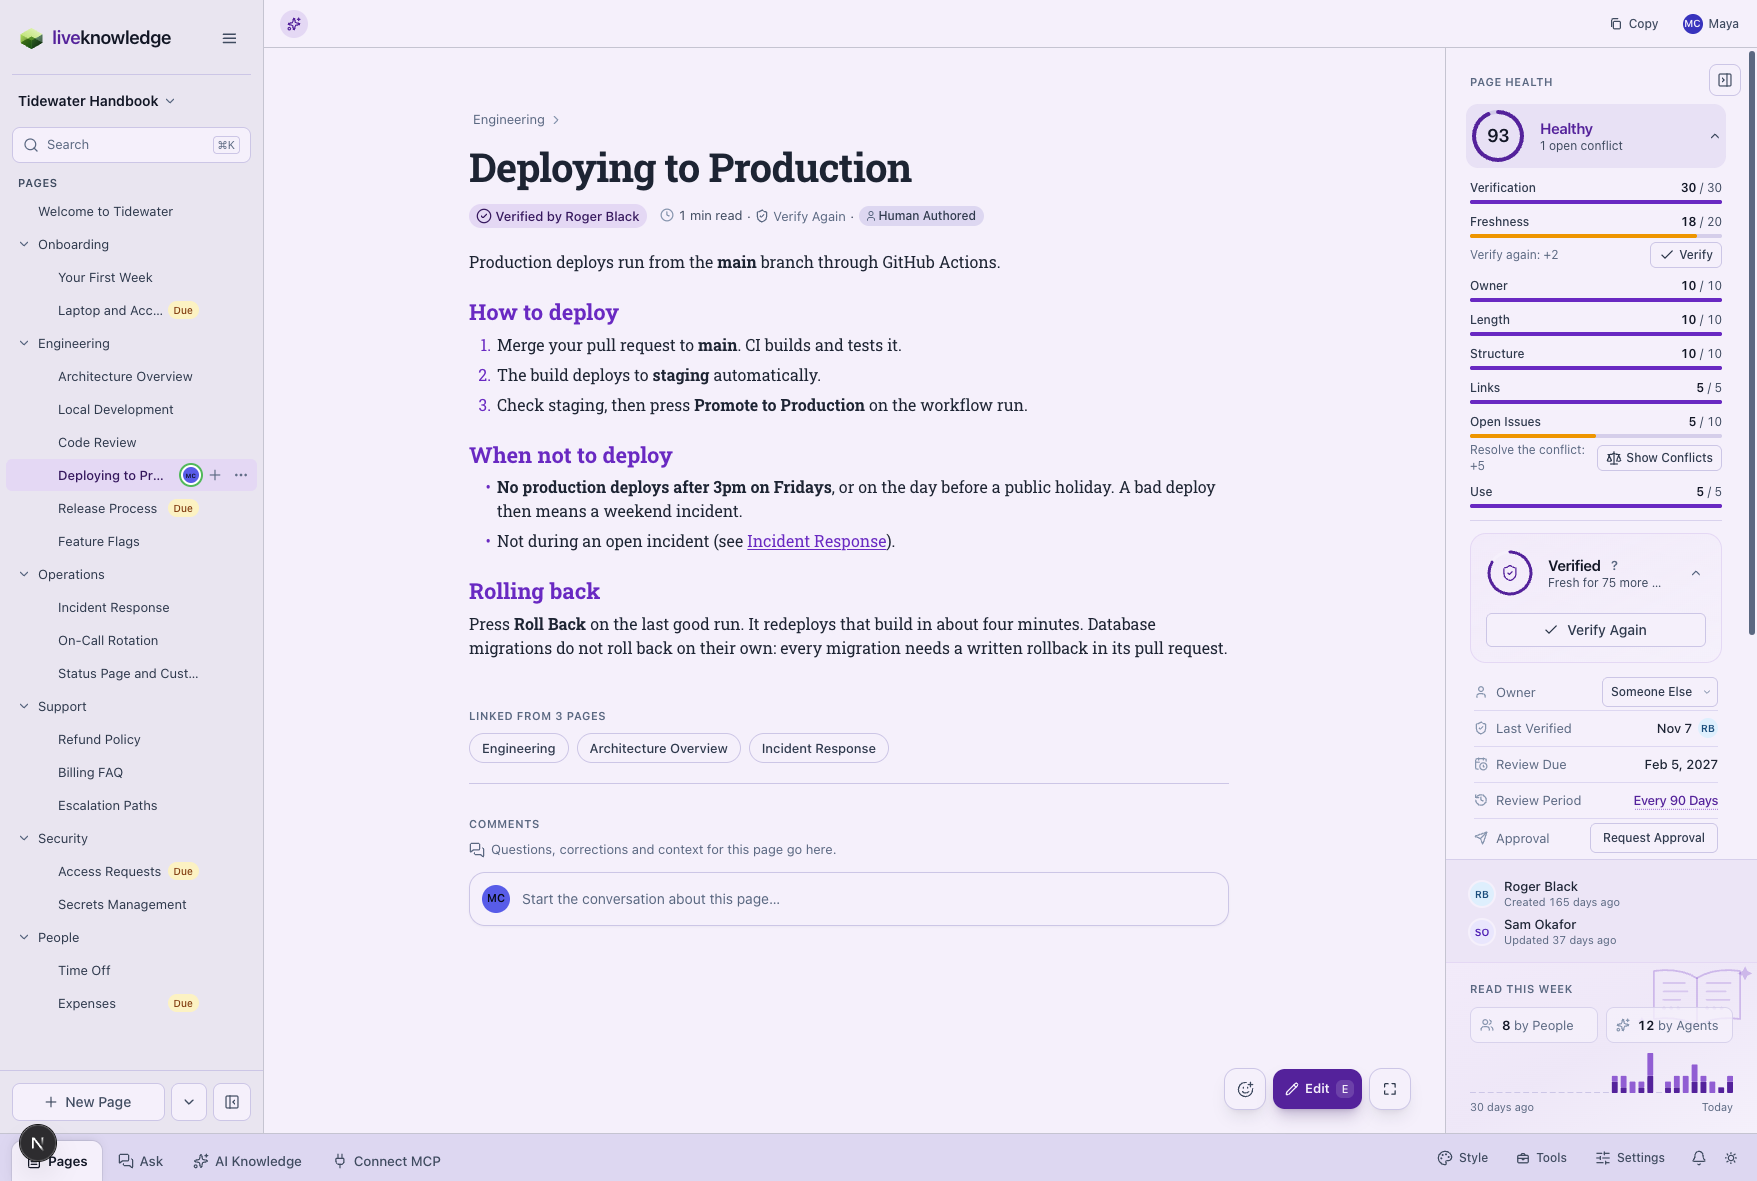 liveknowledge
Tidewater Handbook
Search
⌘K
PAGES
Welcome to Tidewater
Onboarding
Your First Week
Laptop and Acc...
Due
Engineering
Architecture Overview
Local Development
Code Review
Deploying to Pr...
MC
Release Process
Due
Feature Flags
Operations
Incident Response
On-Call Rotation
Status Page and Cust...
Support
Refund Policy
Billing FAQ
Escalation Paths
Security
Access Requests
Due
Secrets Management
People
Time Off
Expenses
Due
New Page
Copy
MC
Maya
Engineering
Deploying to Production
Verified by Roger Black
1 min read · Verify Again · Human Authored
Production deploys run from the main branch through GitHub Actions.
How to deploy
1. Merge your pull request to main. CI builds and tests it.
2. The build deploys to staging automatically.
3. Check staging, then press Promote to Production on the workflow run.
When not to deploy
• No production deploys after 3pm on Fridays, or on the day before a public holiday. A bad deploy
then means a weekend incident.
• Not during an open incident (see Incident Response).
Rolling back
Press Roll Back on the last good run. It redeploys that build in about four minutes. Database
migrations do not roll back on their own: every migration needs a written rollback in its pull request.
LINKED FROM 3 PAGES
Engineering
Architecture Overview
Incident Response
COMMENTS
Questions, corrections and context for this page go here.
MC
Start the conversation about this page...
Edit
E
PAGE HEALTH
93
Healthy
1 open conflict
Verification 30 / 30
Freshness 18 / 20
Verify again: +2
Verify
Owner 10 / 10
Length 10 / 10
Structure 10 / 10
Links 5 / 5
Open Issues 5 / 10
Resolve the conflict:
+5
Show Conflicts
Use 5 / 5
Verified ?
Fresh for 75 more ...
Verify Again
Owner Someone Else
Last Verified Nov 7 RB
Review Due Feb 5, 2027
Review Period Every 90 Days
Approval Request Approval
RB
Roger Black
Created 165 days ago
SO
Sam Okafor
Updated 37 days ago
READ THIS WEEK
8 by People
12 by Agents
30 days ago
Today
N
Pages
Ask
AI Knowledge
Connect MCP
Style
Tools
Settings